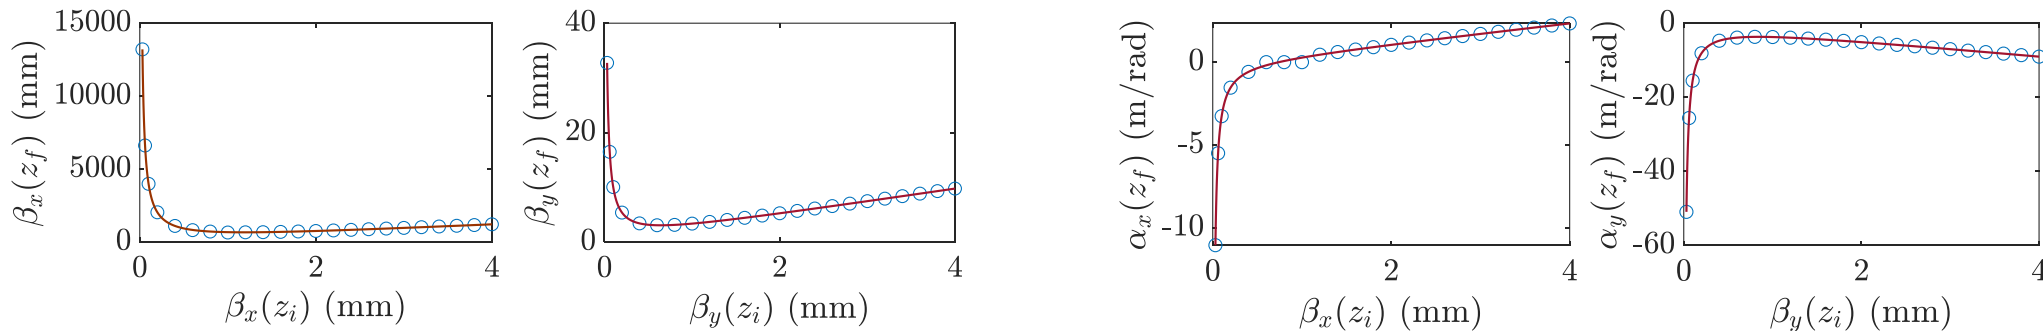 15000
10000
5000
0
0 2 4
β_x(z_f) (mm)
β_x(z_i) (mm)
40
20
0
0 2 4
β_y(z_f) (mm)
β_y(z_i) (mm)
0
-5
-10
0 2 4
α_x(z_f) (m/rad)
β_x(z_i) (mm)
0
-20
-40
-60
0 2 4
α_y(z_f) (m/rad)
β_y(z_i) (mm)